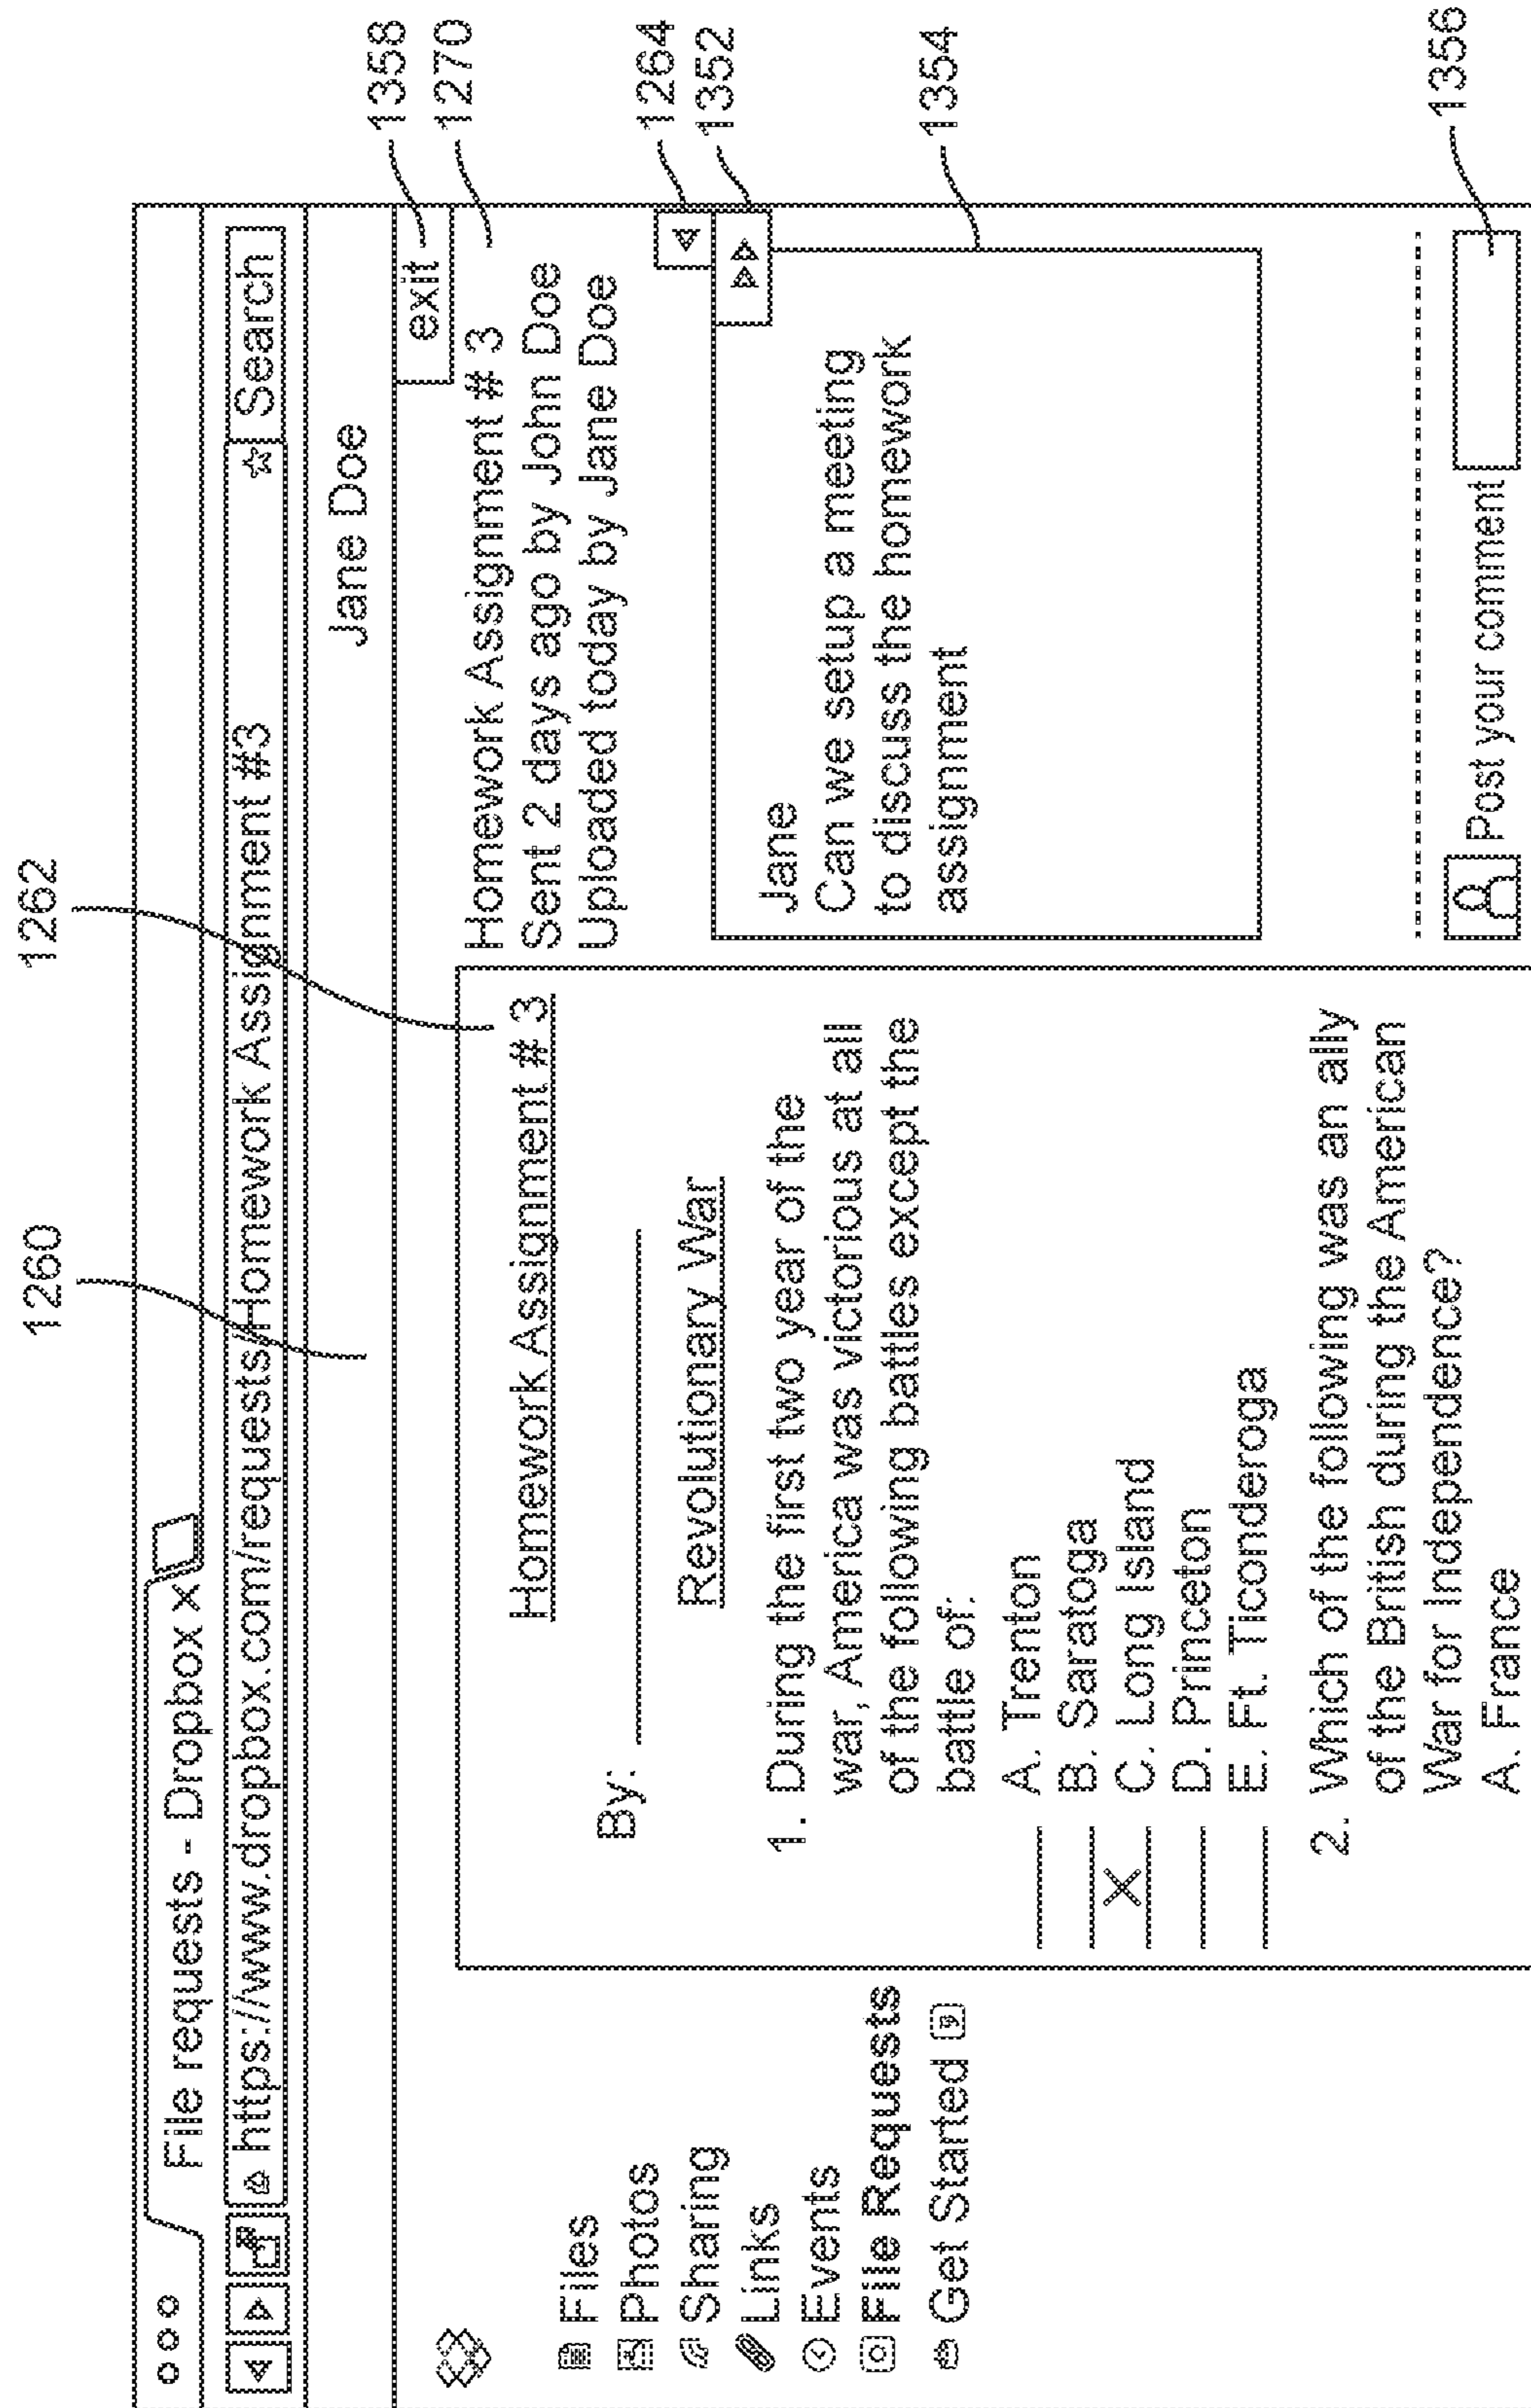 1260
1262
File requests - Dropbox x
https://www.dropbox.com/requests/Homework Assignment #3
Search
Jane Doe
exit
1358
1270
Files
Photos
Sharing
Links
Events
File Requests
Get Started
Homework Assignment # 3
By:
Revolutionary War
1. During the first two year of the
war, America was victorious at all
of the following battles except the
battle of:
A. Trenton
B. Saratoga
X C. Long Island
D. Princeton
E. Ft. Ticonderoga
2. Which of the following was an ally
of the British during the American
War for Independence?
A. France
Homework Assignment # 3
Sent 2 days ago by John Doe
Uploaded today by Jane Doe
1264
1352
Jane
Can we setup a meeting
to discuss the homework
assignment
1354
Post your comment
1356